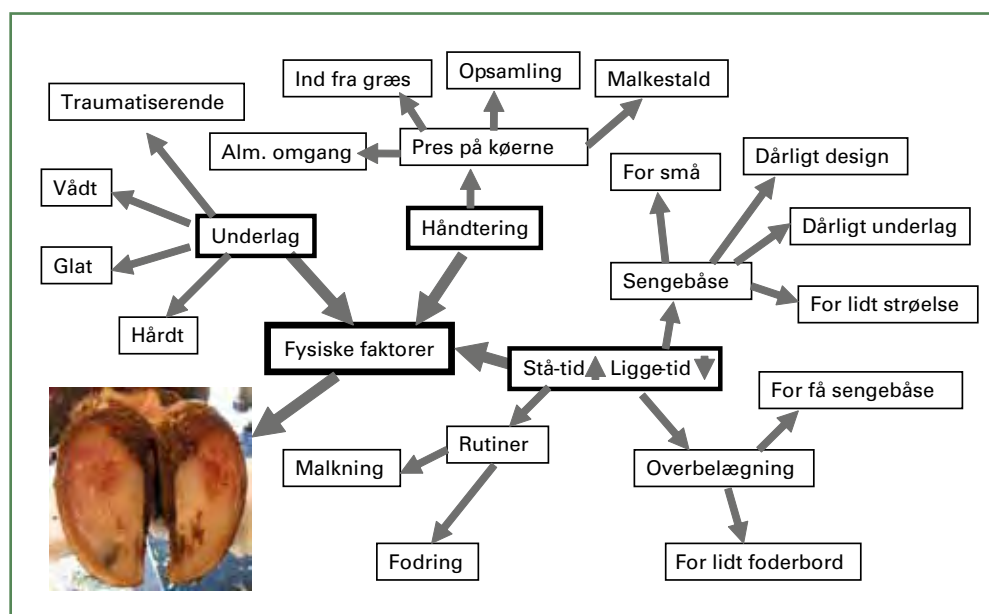 Ind fra græs
Opsamling
Malkestald
Traumatiserende
Alm. omgang
Pres på køerne
Dårligt design
For små
Vådt
Underlag
Håndtering
Dårligt underlag
Glat
Sengebåse
For lidt strøelse
Hårdt
Fysiske faktorer
Stå-tid Ligge-tid
For få sengebåse
Rutiner
Malkning
Overbelægning
Fodring
For lidt foderbord